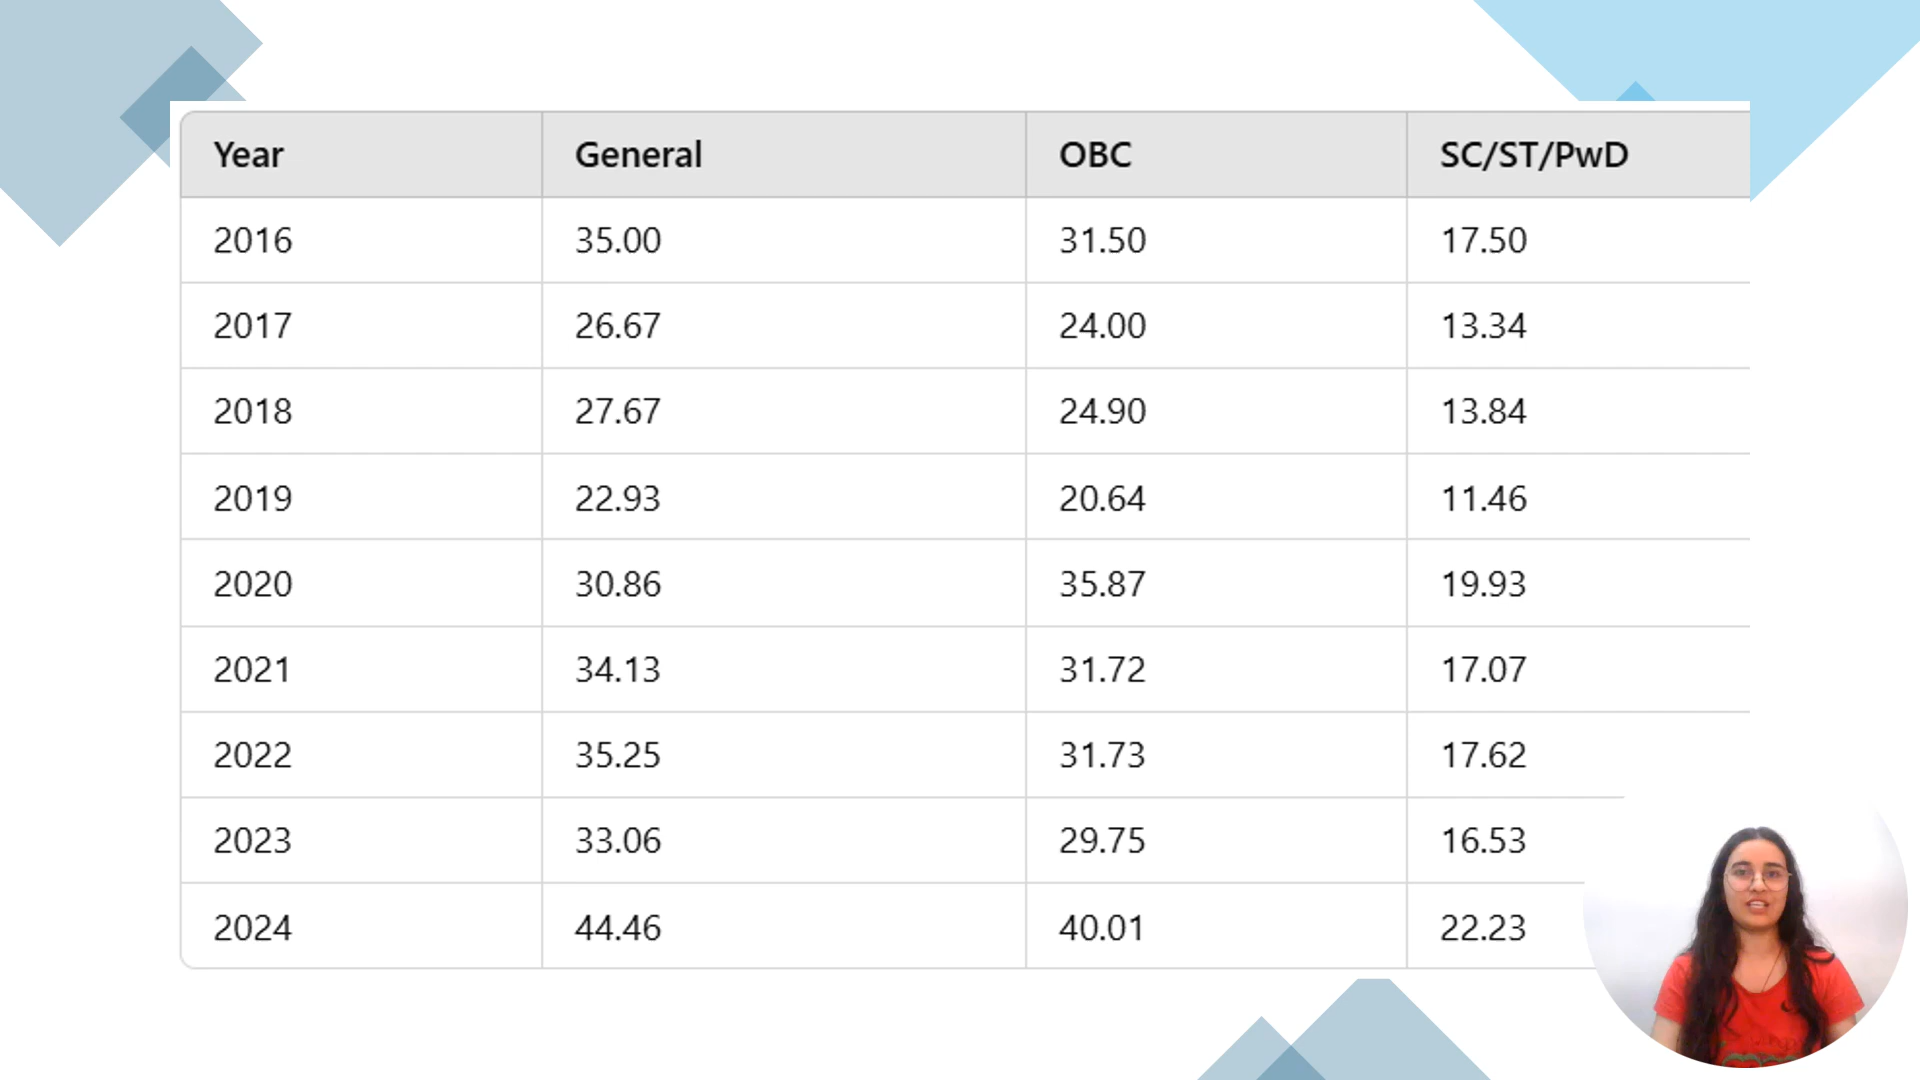 Year General OBC SC/ST/PwD
2016 35.00 31.50 17.50
2017 26.67 24.00 13.34
2018 27.67 24.90 13.84
2019 22.93 20.64 11.46
2020 30.86 35.87 19.93
2021 34.13 31.72 17.07
2022 35.25 31.73 17.62
2023 33.06 29.75 16.53
2024 44.46 40.01 22.23